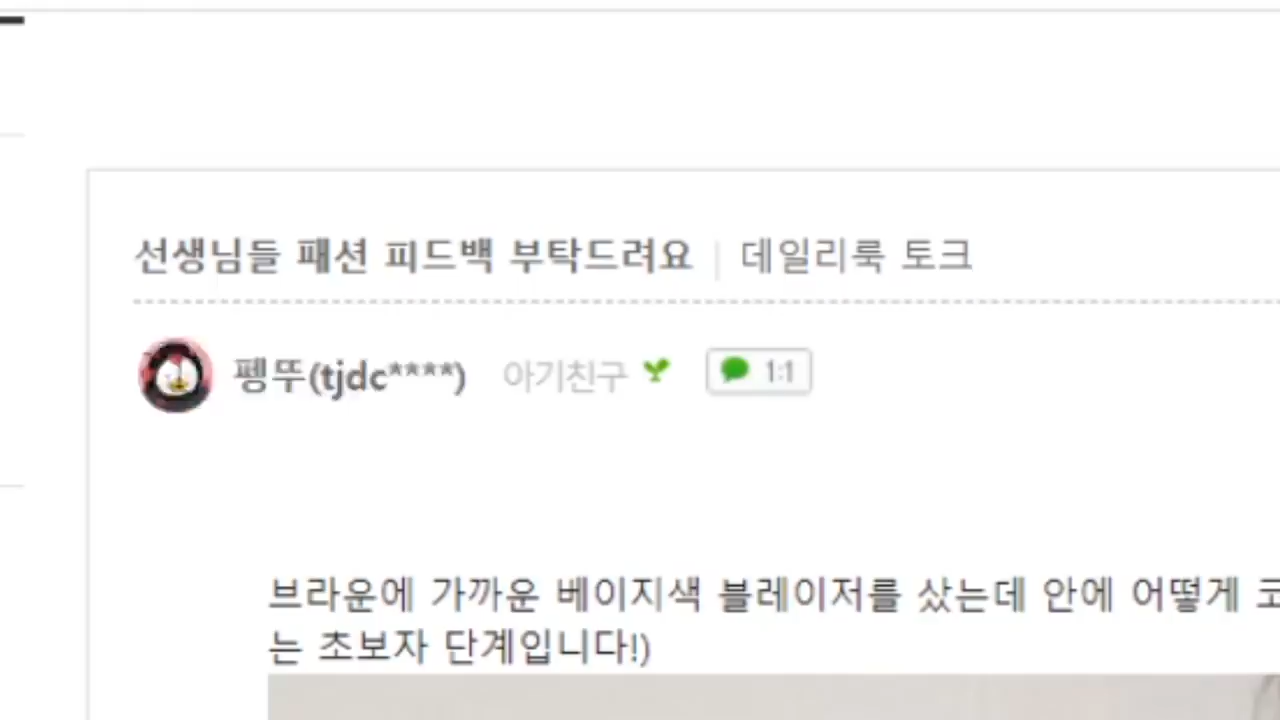 선생님들 패션 피드백 부탁드려요 | 데일리룩 토크
펭뚜(tjdc****) 아기친구 1:1
브라운에 가까운 베이지색 블레이저를 샀는데 안에 어떻게
는 초보자 단계입니다!)